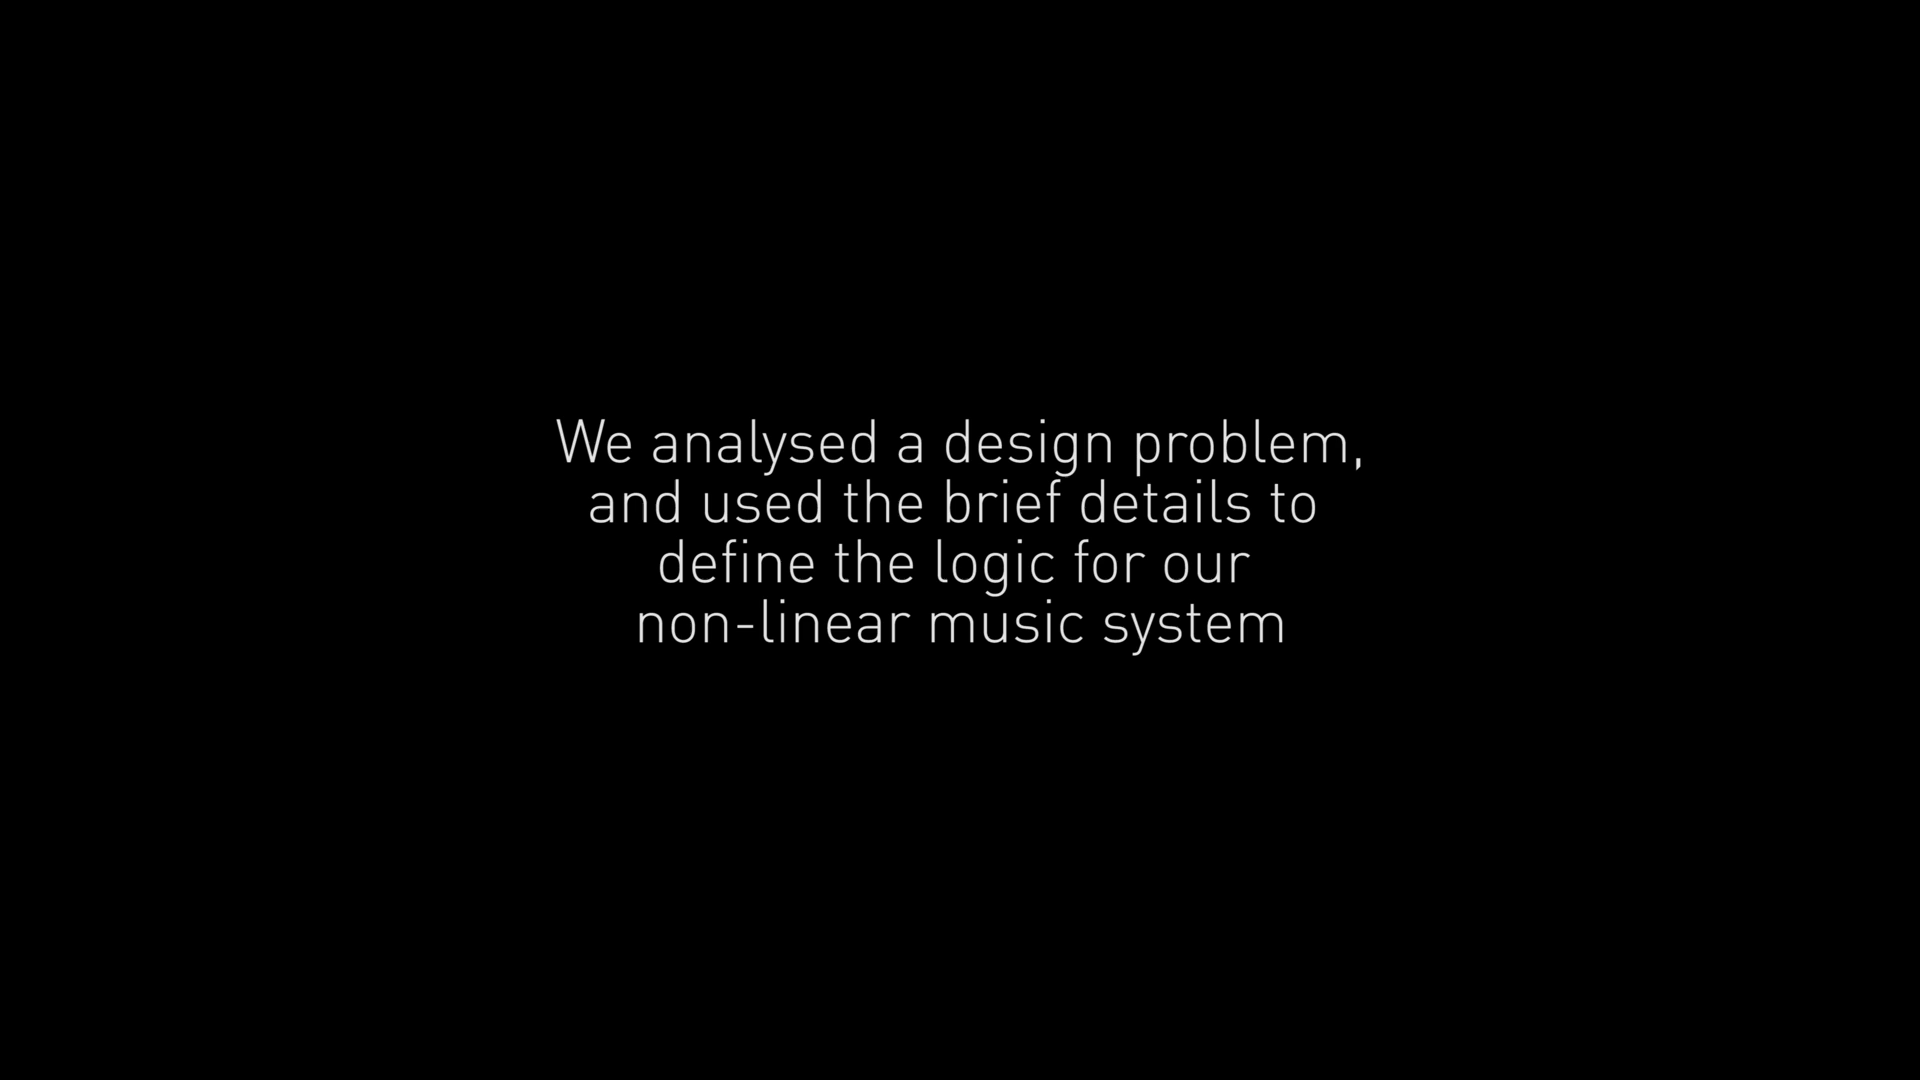 We analysed a design problem,
and used the brief details to
define the logic for our
non-linear music system